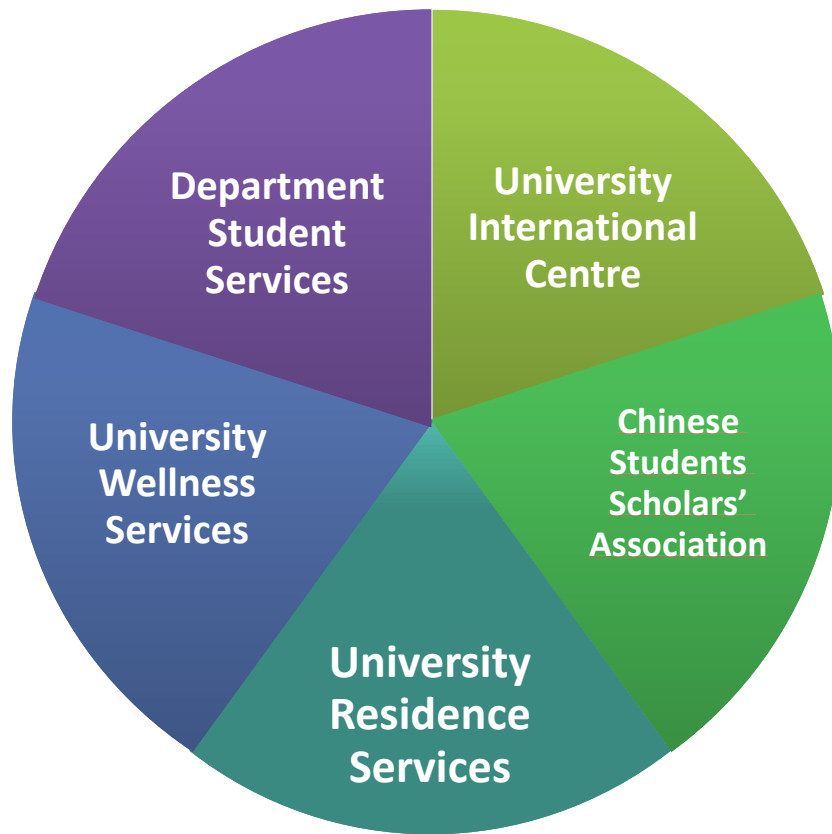 Department
Student
Services
University
International
Centre
Chinese
Students
Scholars’
Association
University
Residence
Services
University
Wellness
Services